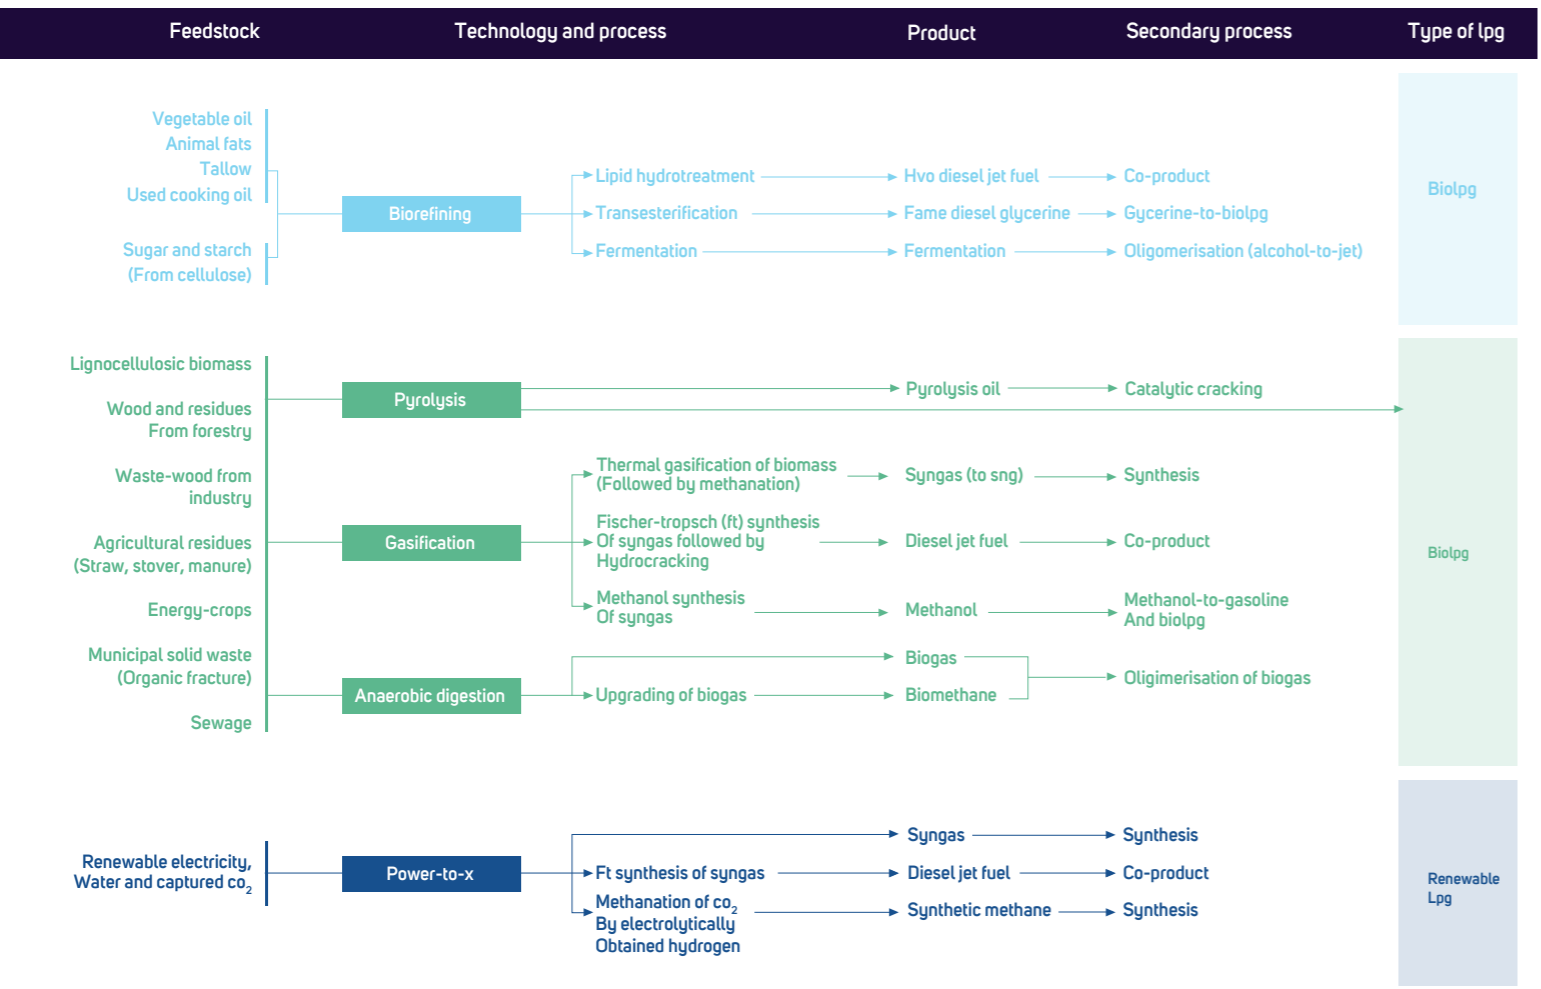 Feedstock
Technology and process
Product
Secondary process
Type of lpg
Vegetable oil
Animal fats
Tallow
Used cooking oil
Sugar and starch
(From cellulose)
Biorefining
Lipid hydrotreatment
Hvo diesel jet fuel
Co-product
Transesterification
Fame diesel glycerine
Gycerine-to-biolpg
Fermentation
Fermentation
Oligomerisation (alcohol-to-jet)
Biolpg
Lignocellulosic biomass
Wood and residues
From forestry
Waste-wood from
industry
Agricultural residues
(Straw, stover, manure)
Energy-crops
Municipal solid waste
(Organic fracture)
Sewage
Pyrolysis
Pyrolysis oil
Catalytic cracking
Gasification
Thermal gasification of biomass
(Followed by methanation)
Syngas (to sng)
Synthesis
Fischer-tropsch (ft) synthesis
Of syngas followed by
Hydrocracking
Diesel jet fuel
Co-product
Methanol synthesis
Of syngas
Methanol
Methanol-to-gasoline
And biolpg
Anaerobic digestion
Biogas
Upgrading of biogas
Biomethane
Oligimerisation of biogas
Biolpg
Renewable electricity,
Water and captured co₂
Power-to-x
Syngas
Synthesis
Ft synthesis of syngas
Diesel jet fuel
Co-product
Methanation of co₂
By electrolytically
Obtained hydrogen
Synthetic methane
Synthesis
Renewable
Lpg